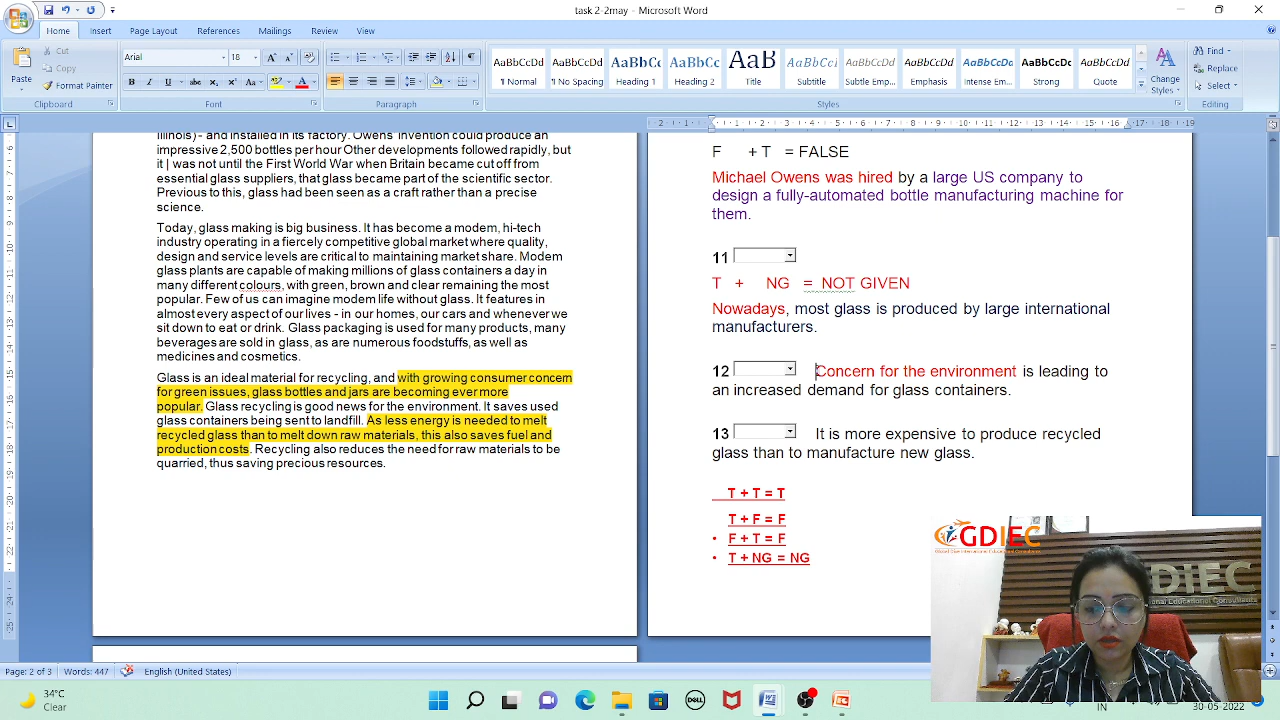 task 2-2may - Microsoft Word
Home Insert Page Layout References Mailings Review View
Paste
Cut
Copy
Format Painter
Clipboard
Arial 18
Font
Paragraph
AaBbCcDd AaBbCcDd AaBbCc AaBbCc AaB AaBbCcDd AaBbCcDd AaBbCcDd AaBbCcDd AaBbCcDd AaBbCcDd
¶ Normal ¶ No Spacing Heading 1 Heading 2 Title Subtitle Subtle Emp... Emphasis Intense Em... Strong Quote
Styles
Change Styles
Find
Replace
Select
Editing
Illinois) - and installed in its factory. Owens' invention could produce an
impressive 2,500 bottles per hour Other developments followed rapidly, but
it | was not until the First World War when Britain became cut off from
essential glass suppliers, that glass became part of the scientific sector.
Previous to this, glass had been seen as a craft rather than a precise
science.
Today, glass making is big business. It has become a modem, hi-tech
industry operating in a fiercely competitive global market where quality,
design and service levels are critical to maintaining market share. Modem
glass plants are capable of making millions of glass containers a day in
many different colours, with green, brown and clear remaining the most
popular. Few of us can imagine modem life without glass. It features in
almost every aspect of our lives - in our homes, our cars and whenever we
sit down to eat or drink. Glass packaging is used for many products, many
beverages are sold in glass, as are numerous foodstuffs, as well as
medicines and cosmetics.
Glass is an ideal material for recycling, and with growing consumer concem
for green issues, glass bottles and jars are becoming ever more
popular. Glass recycling is good news for the environment. It saves used
glass containers being sent to landfill. As less energy is needed to melt
recycled glass than to melt down raw materials, this also saves fuel and
production costs. Recycling also reduces the need for raw materials to be
quarried, thus saving precious resources.
F + T = FALSE
Michael Owens was hired by a large US company to
design a fully-automated bottle manufacturing machine for
them.
11
T + NG = NOT GIVEN
Nowadays, most glass is produced by large international
manufacturers.
12 Concern for the environment is leading to
an increased demand for glass containers.
13 It is more expensive to produce recycled
glass than to manufacture new glass.
T + T = T
T + F = F
• F + T = F
• T + NG = NG
GDIEC
Page: 2 of 3 Words: 447 English (United States)
34°C
Clear
IN
30-05-2022